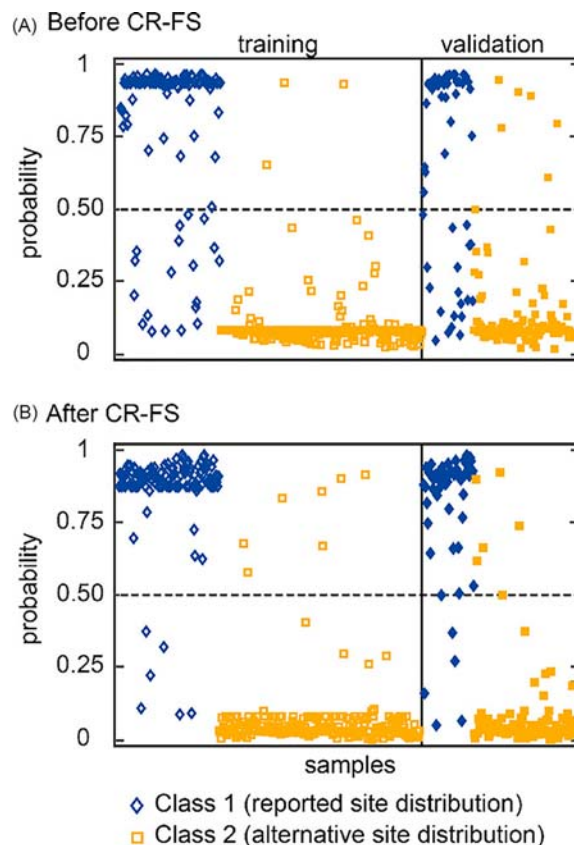 (A) Before CR-FS
training validation
1
0.75
0.50
0.25
0
probability
(B) After CR-FS
1
0.75
0.50
0.25
0
probability
samples
Class 1 (reported site distribution)
Class 2 (alternative site distribution)